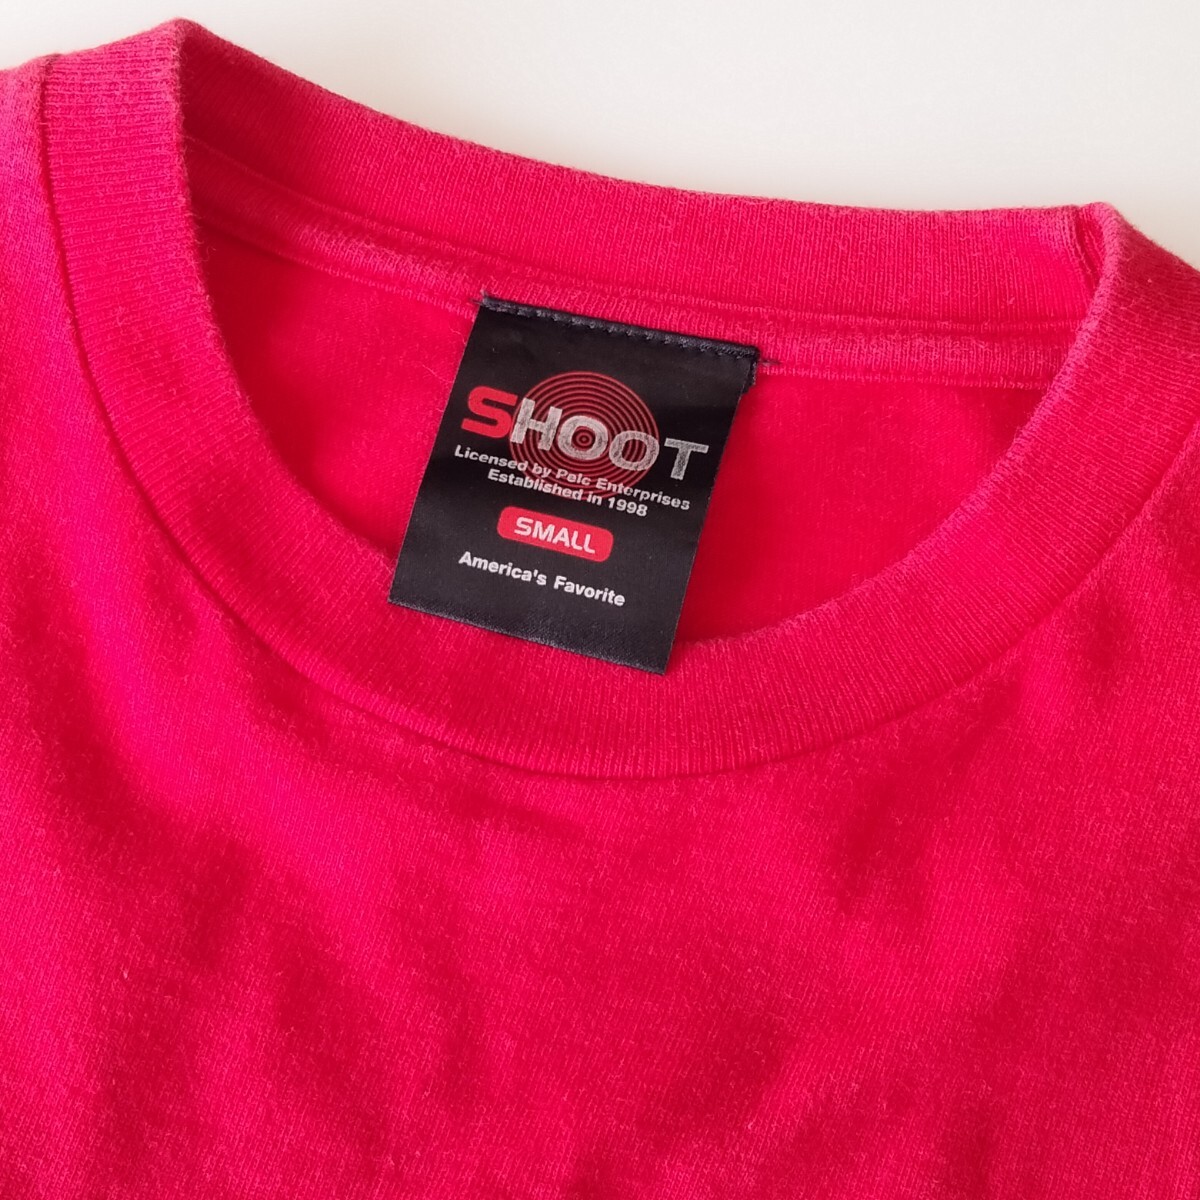 SHOOT
Licensed by Pelc Enterprises
Established in 1998
SMALL
America's Favorite